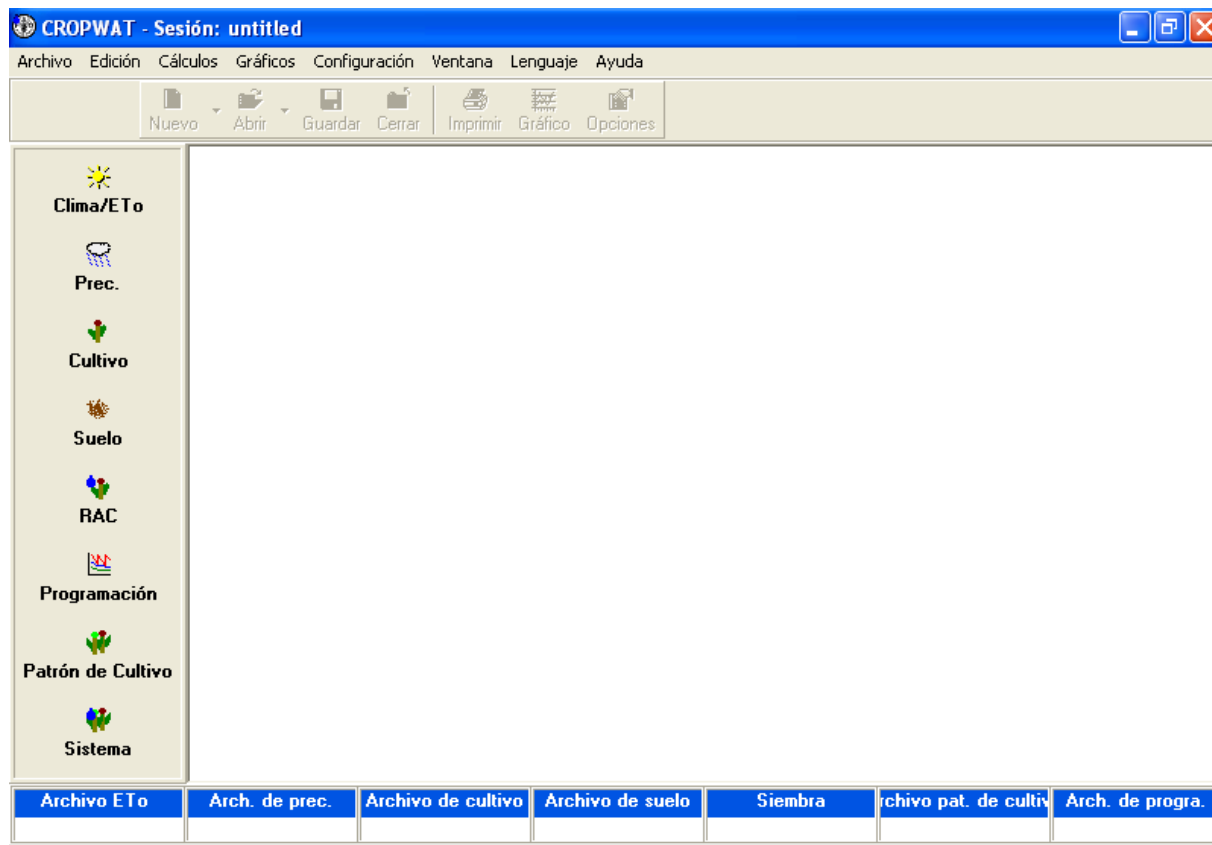 CROPWAT - Sesión: untitled
Archivo Edición Cálculos Gráficos Configuración Ventana Lenguaje Ayuda
Nuevo Abrir Guardar Cerrar Imprimir Gráfico Opciones
Clima/ETo
Prec.
Cultivo
Suelo
RAC
Programación
Patrón de Cultivo
Sistema
Archivo ETo Arch. de prec. Archivo de cultivo Archivo de suelo Siembra rchivo pat. de cultiv Arch. de progra.